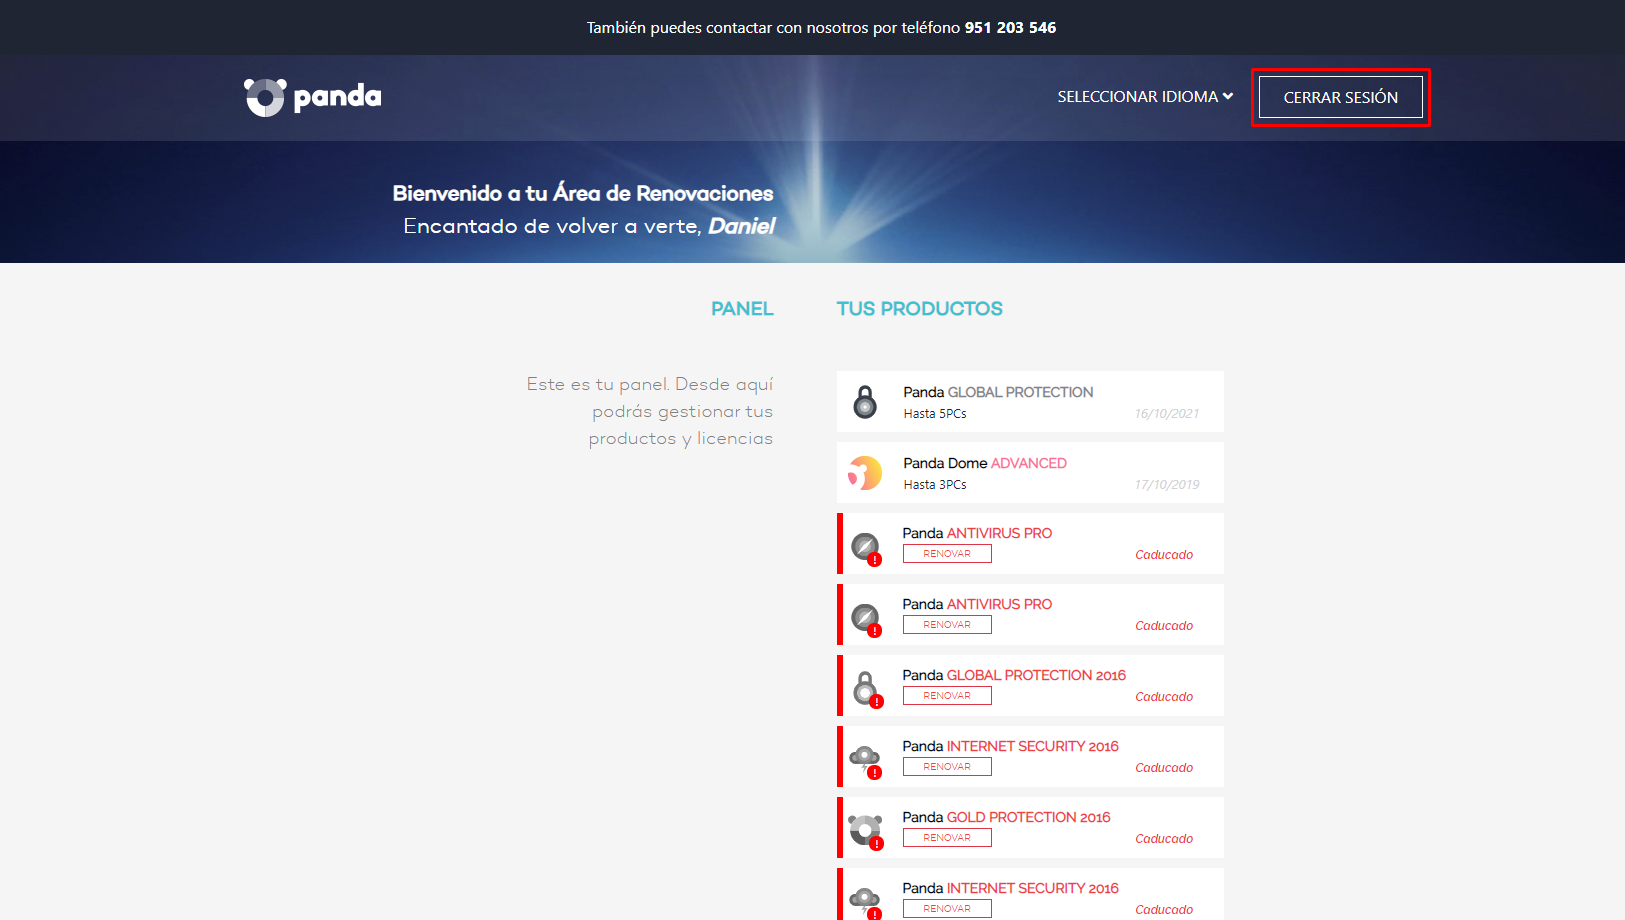 También puedes contactar con nosotros por teléfono 951 203 546
panda
SELECCIONAR IDIOMA
CERRAR SESIÓN
Bienvenido a tu Área de Renovaciones
Encantado de volver a verte, Daniel
PANEL
Este es tu panel. Desde aquí
podrás gestionar tus
productos y licencias
TUS PRODUCTOS
Panda GLOBAL PROTECTION
Hasta 5PCs 16/10/2021
Panda Dome ADVANCED
Hasta 3PCs 17/10/2019
Panda ANTIVIRUS PRO
RENOVAR Caducado
Panda ANTIVIRUS PRO
RENOVAR Caducado
Panda GLOBAL PROTECTION 2016
RENOVAR Caducado
Panda INTERNET SECURITY 2016
RENOVAR Caducado
Panda GOLD PROTECTION 2016
RENOVAR Caducado
Panda INTERNET SECURITY 2016
RENOVAR Caducado